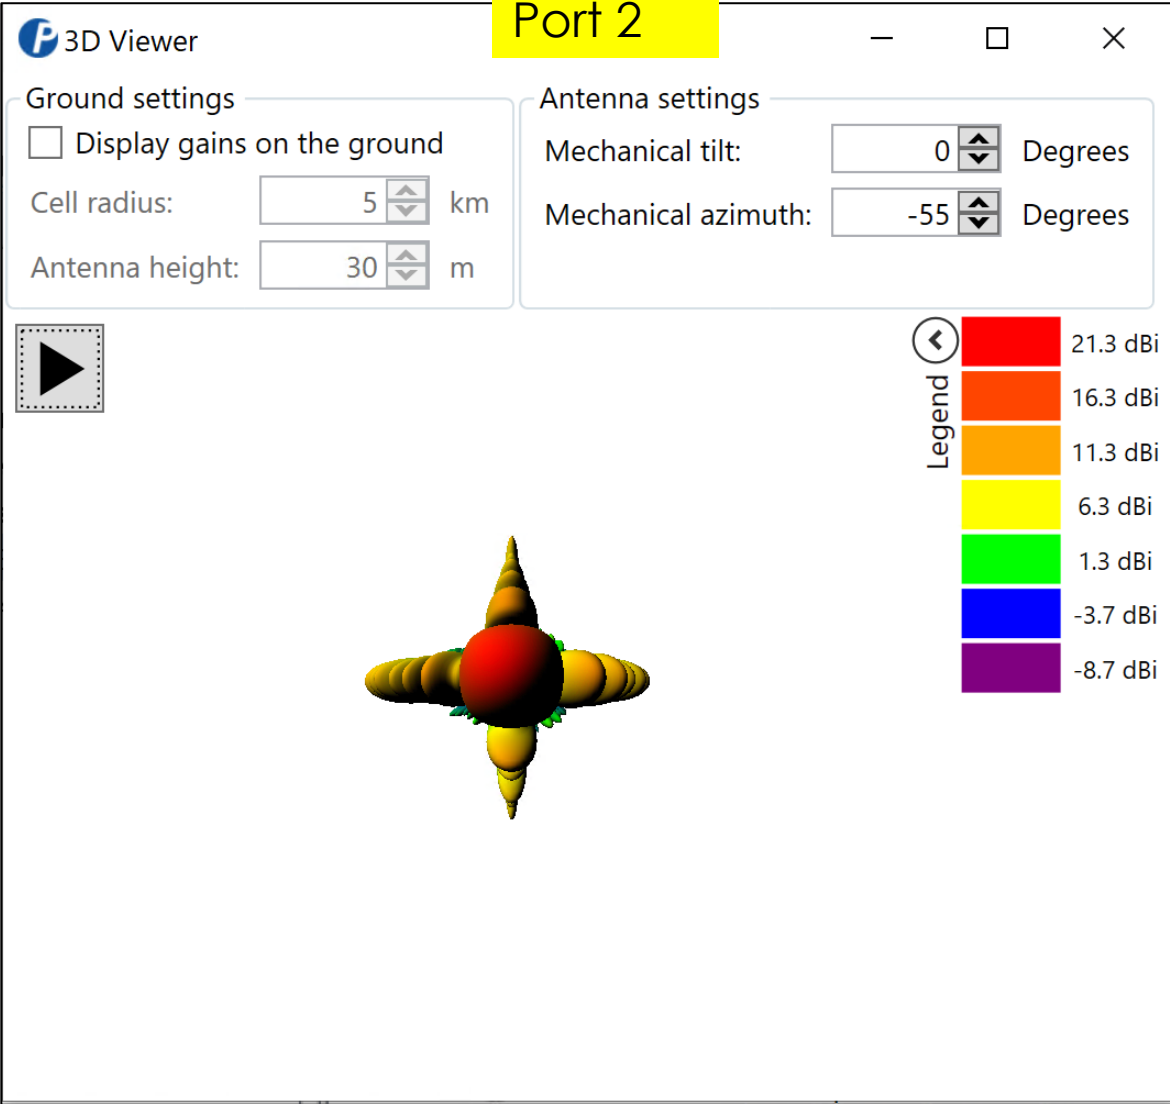 Port 2
3D Viewer
Ground settings
Display gains on the ground
Cell radius: 5 km
Antenna height: 30 m
Antenna settings
Mechanical tilt: 0 Degrees
Mechanical azimuth: -55 Degrees
Legend
21.3 dBi
16.3 dBi
11.3 dBi
6.3 dBi
1.3 dBi
-3.7 dBi
-8.7 dBi